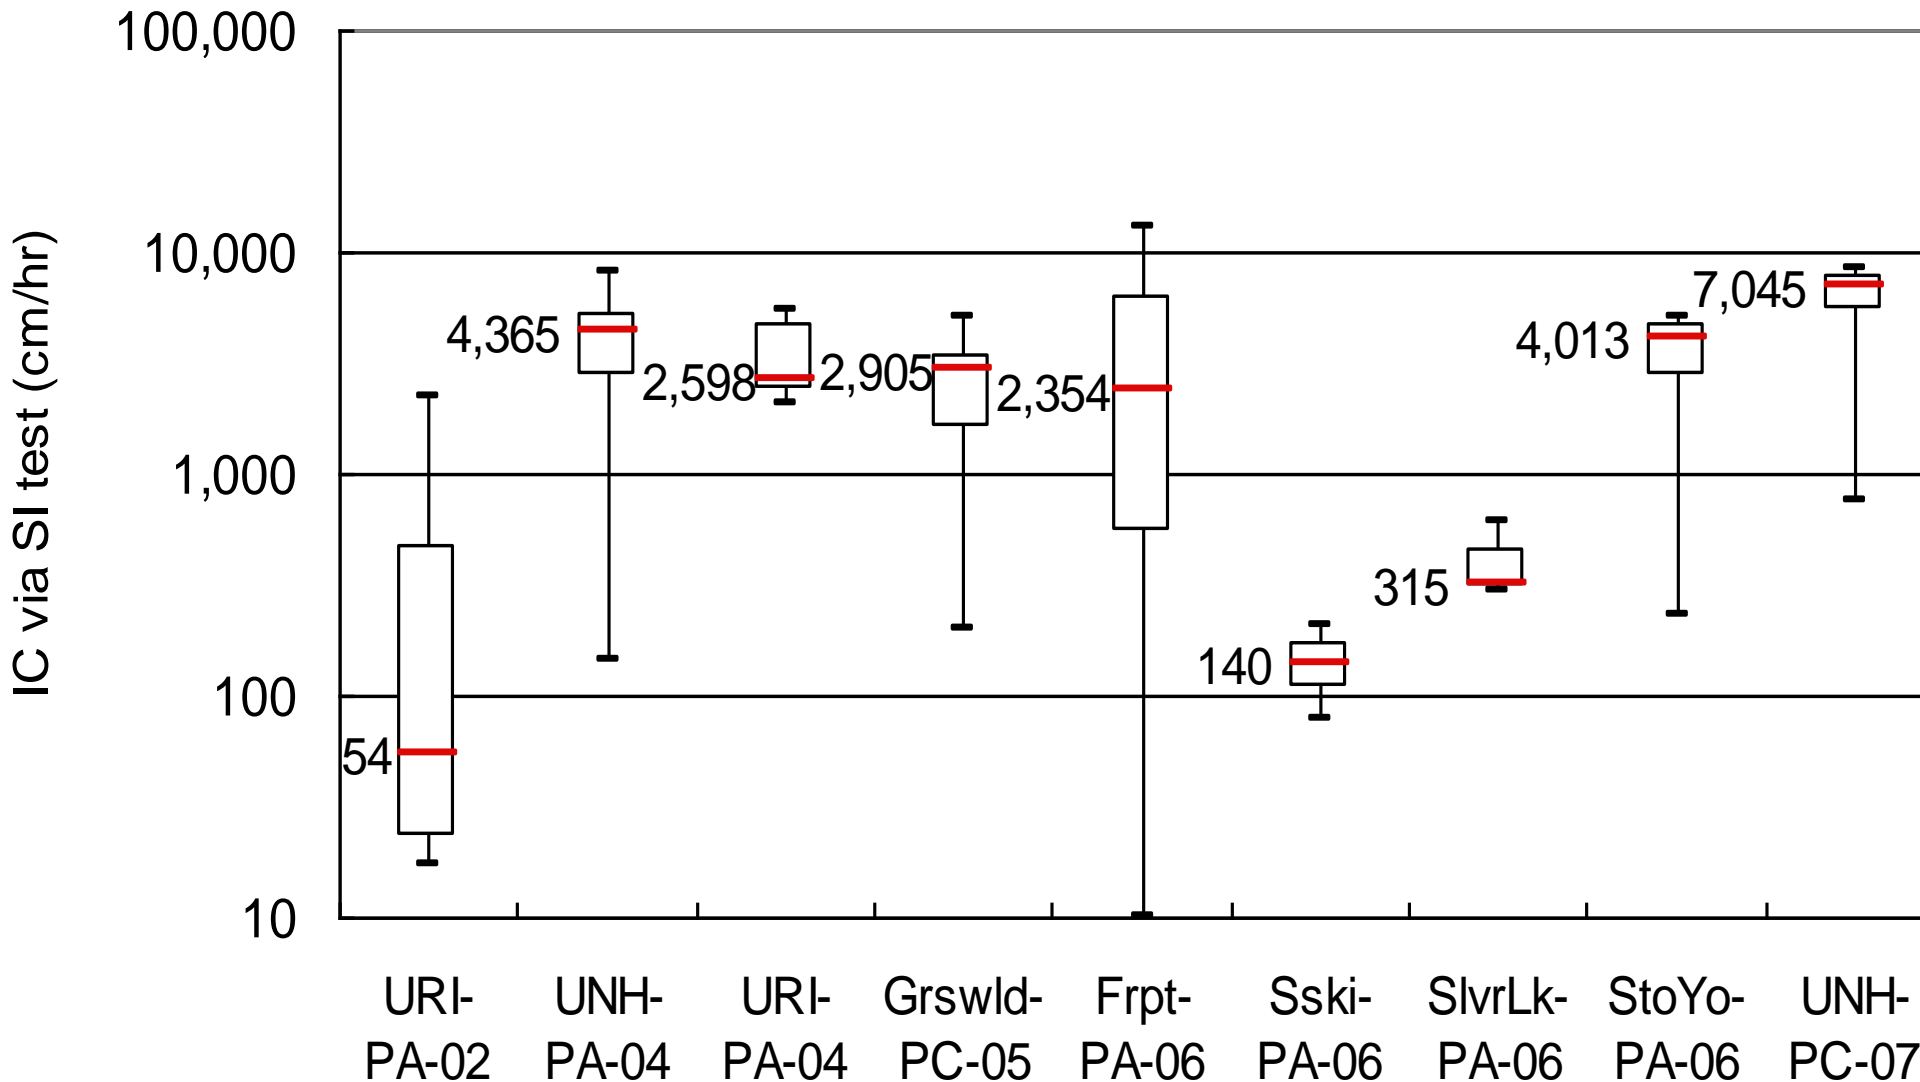 100,000
10,000
1,000
100
10
IC via SI test (cm/hr)
54
4,365
2,598
2,905
2,354
140
315
4,013
7,045
URI-
PA-02
UNH-
PA-04
URI-
PA-04
Grswld-
PC-05
Frpt-
PA-06
Sski-
PA-06
SlvrLk-
PA-06
StoYo-
PA-06
UNH-
PC-07